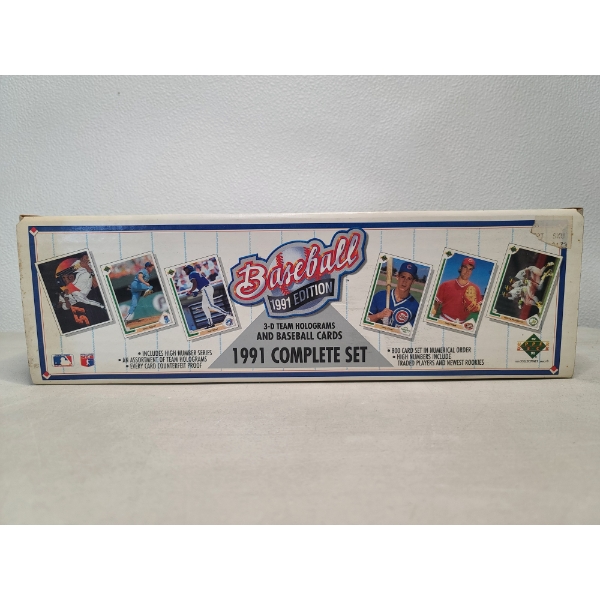 Baseball
1991 EDITION
3-D TEAM HOLOGRAMS
AND BASEBALL CARDS
1991 COMPLETE SET
• INCLUDES HIGH NUMBER SERIES
• AN ASSORTMENT OF TEAM HOLOGRAMS
• EVERY CARD COUNTERFEIT PROOF
• 800 CARD SET IN NUMERICAL ORDER
• HIGH NUMBERS INCLUDE
TRADED PLAYERS AND NEWEST ROOKIES